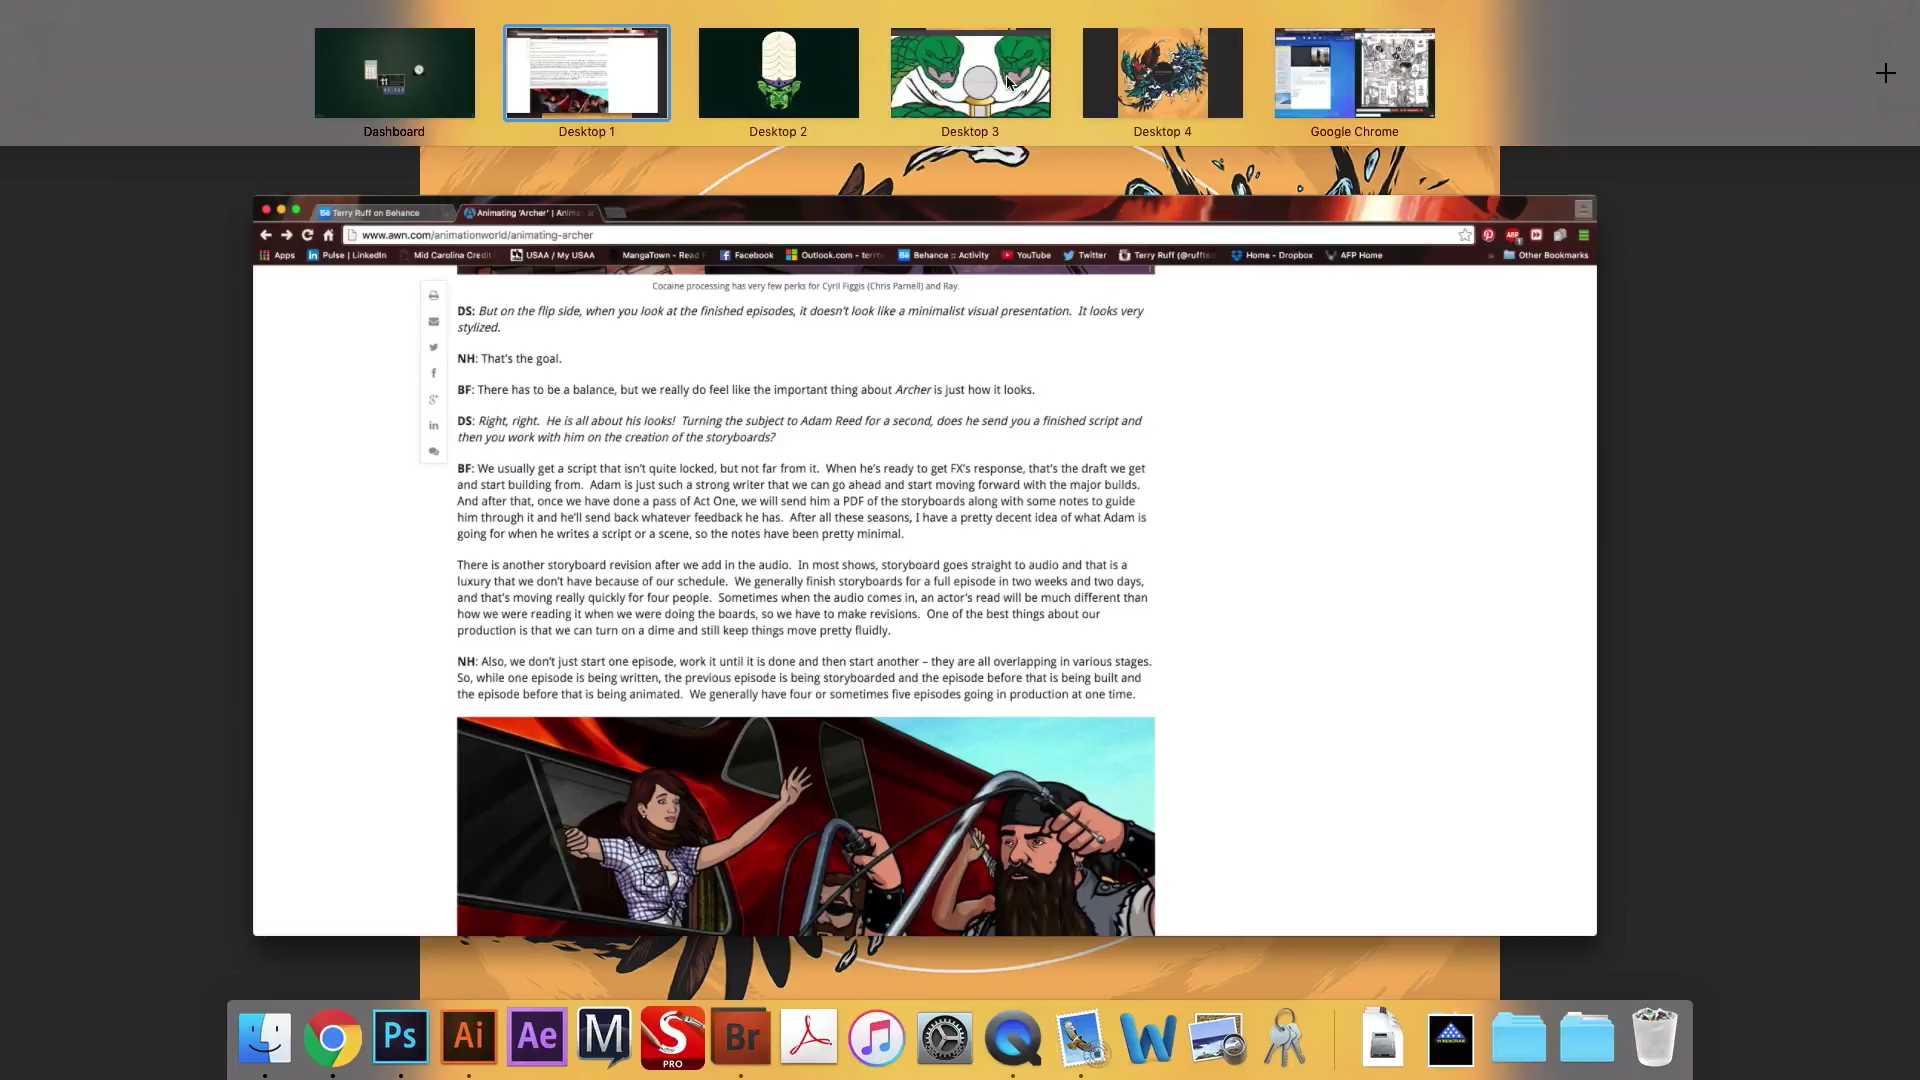 Dashboard
Desktop 1
Desktop 2
Desktop 3
Desktop 4
Google Chrome
Bē Terry Ruff on Behance
Animating 'Archer' | Anima
www.awn.com/animationworld/animating-archer
ABP
Apps
in Pulse | LinkedIn
Mid Carolina Credit
USAA / My USAA
MangaTown - Read
Facebook
Outlook.com - terr
Bē Behance :: Activity
YouTube
Twitter
Terry Ruff (@ruffte
Home - Dropbox
AFP Home
Other Bookmarks
Cocaine processing has very few perks for Cyril Figgis (Chris Parnell) and Ray.
DS: But on the flip side, when you look at the finished episodes, it doesn't look like a minimalist visual presentation. It looks very
stylized.
NH: That's the goal.
BF: There has to be a balance, but we really do feel like the important thing about Archer is just how it looks.
DS: Right, right. He is all about his looks! Turning the subject to Adam Reed for a second, does he send you a finished script and
then you work with him on the creation of the storyboards?
BF: We usually get a script that isn't quite locked, but not far from it. When he's ready to get FX's response, that's the draft we get
and start building from. Adam is just such a strong writer that we can go ahead and start moving forward with the major builds.
And after that, once we have done a pass of Act One, we will send him a PDF of the storyboards along with some notes to guide
him through it and he'll send back whatever feedback he has. After all these seasons, I have a pretty decent idea of what Adam is
going for when he writes a script or a scene, so the notes have been pretty minimal.
There is another storyboard revision after we add in the audio. In most shows, storyboard goes straight to audio and that is a
luxury that we don't have because of our schedule. We generally finish storyboards for a full episode in two weeks and two days,
and that's moving really quickly for four people. Sometimes when the audio comes in, an actor's read will be much different than
how we were reading it when we were doing the boards, so we have to make revisions. One of the best things about our
production is that we can turn on a dime and still keep things move pretty fluidly.
NH: Also, we don't just start one episode, work it until it is done and then start another – they are all overlapping in various stages.
So, while one episode is being written, the previous episode is being storyboarded and the episode before that is being built and
the episode before that is being animated. We generally have four or sometimes five episodes going in production at one time.
Ps
Ai
Ae
M
S
PRO
Br
W